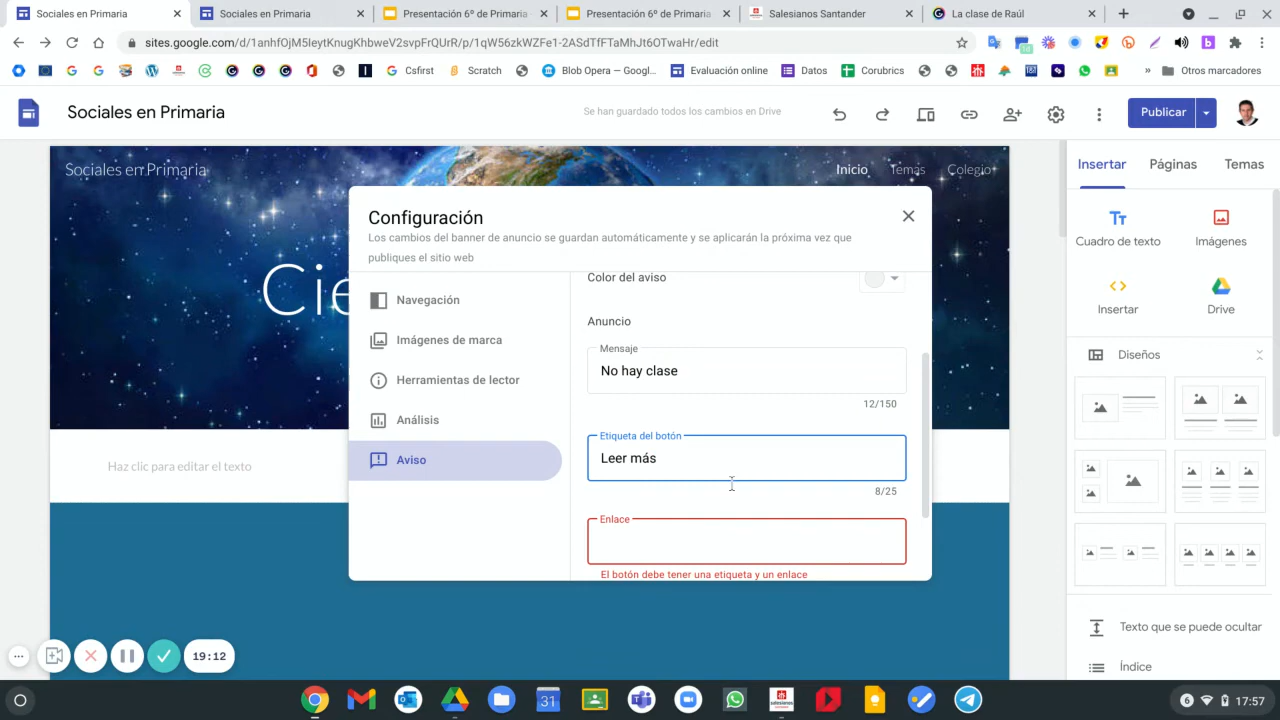 Sociales en Primaria
Sociales en Primaria
Presentación 6º de Primaria
Presentación 6º de Primaria
Salesianos Santander
La clase de Raúl
sites.google.com/d/1anhfOjM5IeytKnugKhbweV2svpFrQUrR/p/1qW56zkWZFe1-2ASdTfFTaMhJt6OTwaHr/edit
Csfirst
Scratch
Blob Opera — Googl...
Evaluación online
Datos
Corubrics
»
Otros marcadores
Sociales en Primaria
Se han guardado todos los cambios en Drive
Publicar
Sociales en Primaria
Inicio
Temas
Colegio
Cie
Haz clic para editar el texto
Configuración
Los cambios del banner de anuncio se guardan automáticamente y se aplicarán la próxima vez que
publiques el sitio web
Navegación
Imágenes de marca
Herramientas de lector
Análisis
Aviso
Color del aviso
Anuncio
Mensaje
No hay clase
12/150
Etiqueta del botón
Leer más
8/25
Enlace
El botón debe tener una etiqueta y un enlace
Insertar
Páginas
Temas
Cuadro de texto
Imágenes
Insertar
Drive
Diseños
Texto que se puede ocultar
Índice
19:12
31
6
17:57